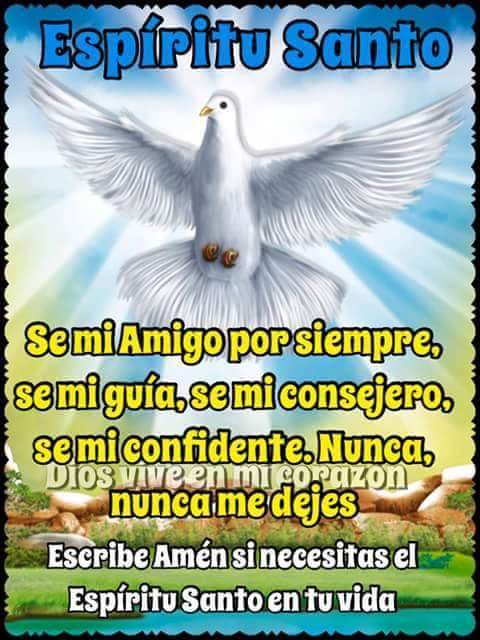 Espíritu Santo
Se mi Amigo por siempre,
se mi guía, se mi consejero,
se mi confidente. Nunca,
Dios vive en mi corazón
nunca me dejes
Escribe Amén si necesitas el
Espíritu Santo en tu vida